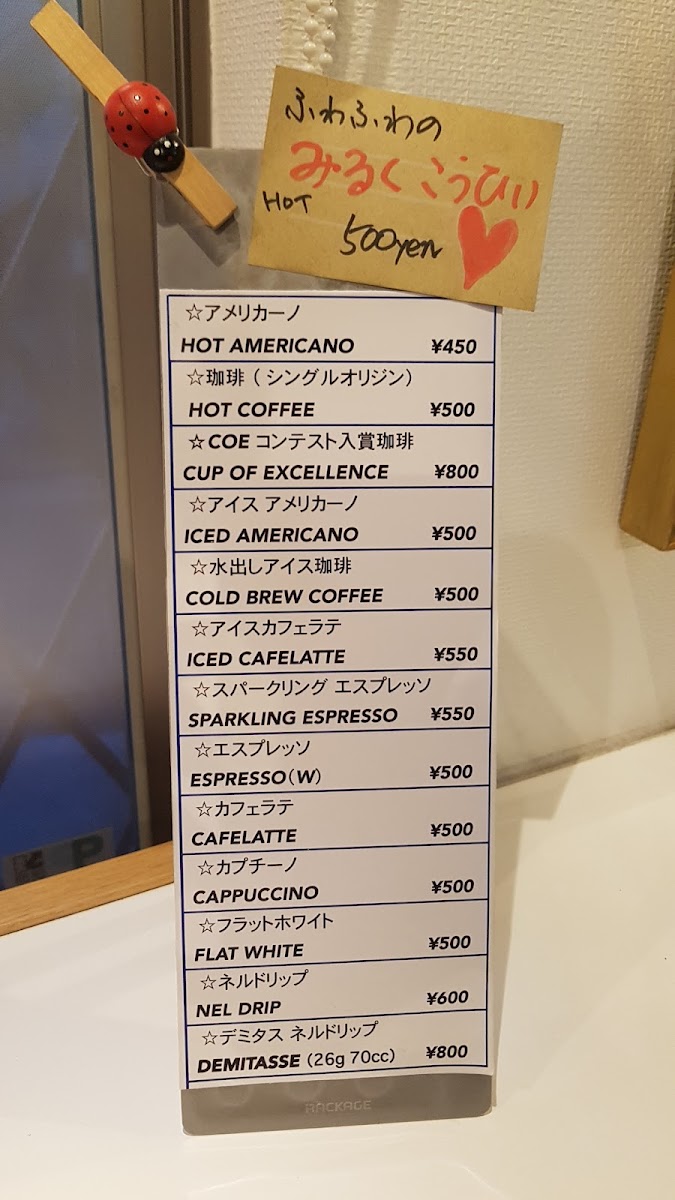 ふわふわの
みるくこうひい
HOT
500yen
☆アメリカーノ
HOT AMERICANO ¥450
☆珈琲 (シングルオリジン)
HOT COFFEE ¥500
☆COE コンテスト入賞珈琲
CUP OF EXCELLENCE ¥800
☆アイス アメリカーノ
ICED AMERICANO ¥500
☆水出しアイス珈琲
COLD BREW COFFEE ¥500
☆アイスカフェラテ
ICED CAFELATTE ¥550
☆スパークリング エスプレッソ
SPARKLING ESPRESSO ¥550
☆エスプレッソ
ESPRESSO(W) ¥500
☆カフェラテ
CAFELATTE ¥500
☆カプチーノ
CAPPUCCINO ¥500
☆フラットホワイト
FLAT WHITE ¥500
☆ネルドリップ
NEL DRIP ¥600
☆デミタス ネルドリップ
DEMITASSE (26g 70cc) ¥800
RACKAGE
P